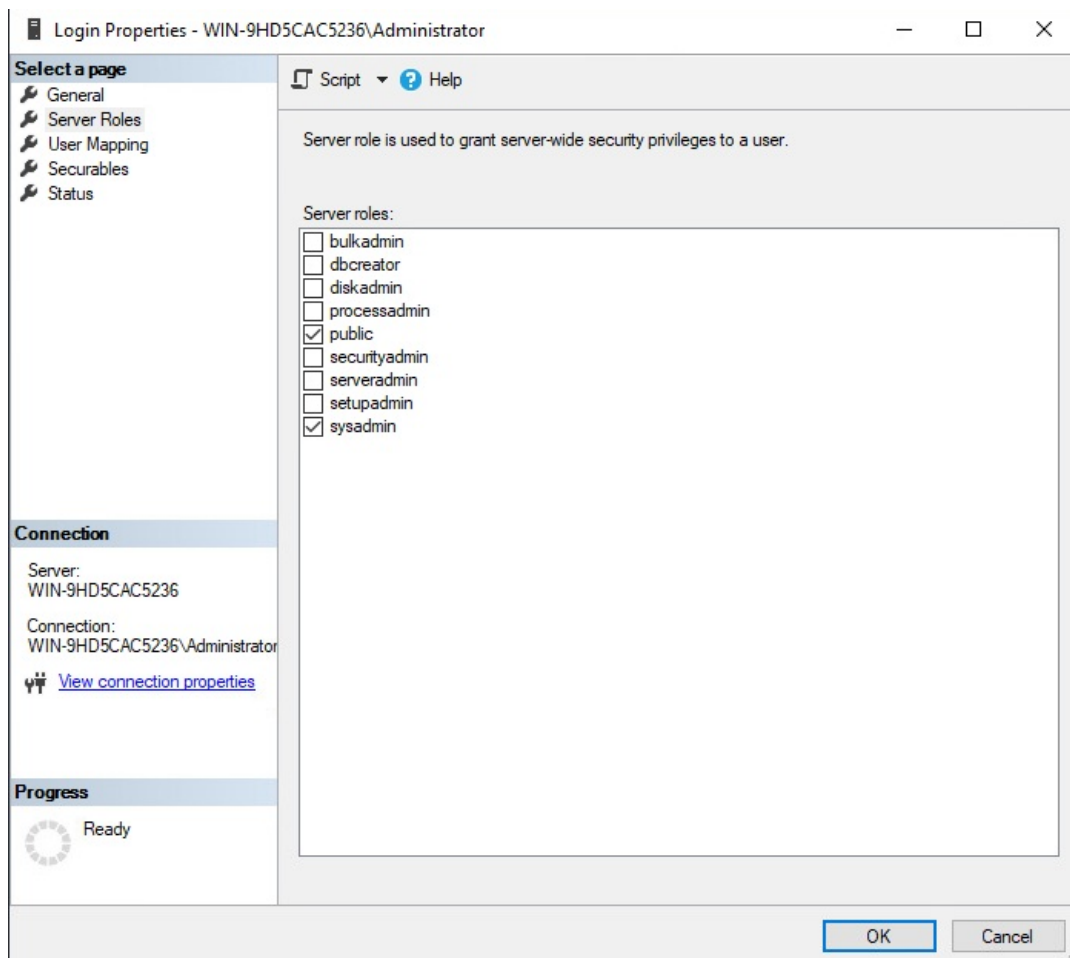 Login Properties - WIN-9HD5CAC5236\Administrator
Select a page
General
Server Roles
User Mapping
Securables
Status
Script
Help
Server role is used to grant server-wide security privileges to a user.
Server roles:
bulkadmin
dbcreator
diskadmin
processadmin
public
securityadmin
serveradmin
setupadmin
sysadmin
Connection
Server:
WIN-9HD5CAC5236
Connection:
WIN-9HD5CAC5236\Administrator
View connection properties
Progress
Ready
OK
Cancel